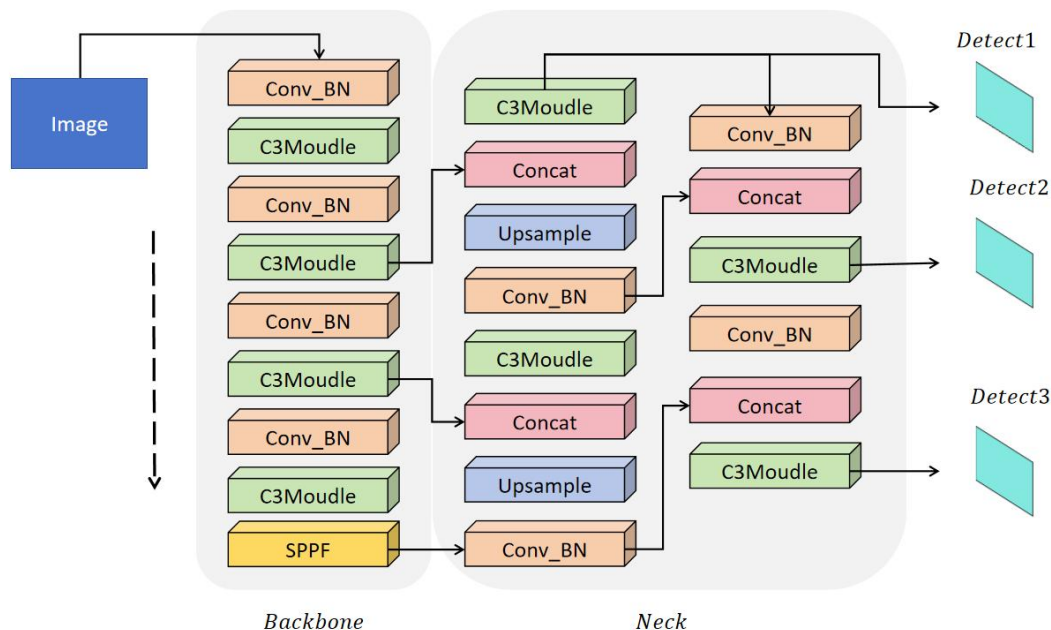 Image
Conv_BN
C3Moudle
Conv_BN
C3Moudle
Conv_BN
C3Moudle
Conv_BN
C3Moudle
SPPF
Backbone
C3Moudle
Concat
Upsample
Conv_BN
C3Moudle
Concat
Upsample
Conv_BN
Conv_BN
Concat
C3Moudle
Conv_BN
Concat
C3Moudle
Neck
Detect1
Detect2
Detect3